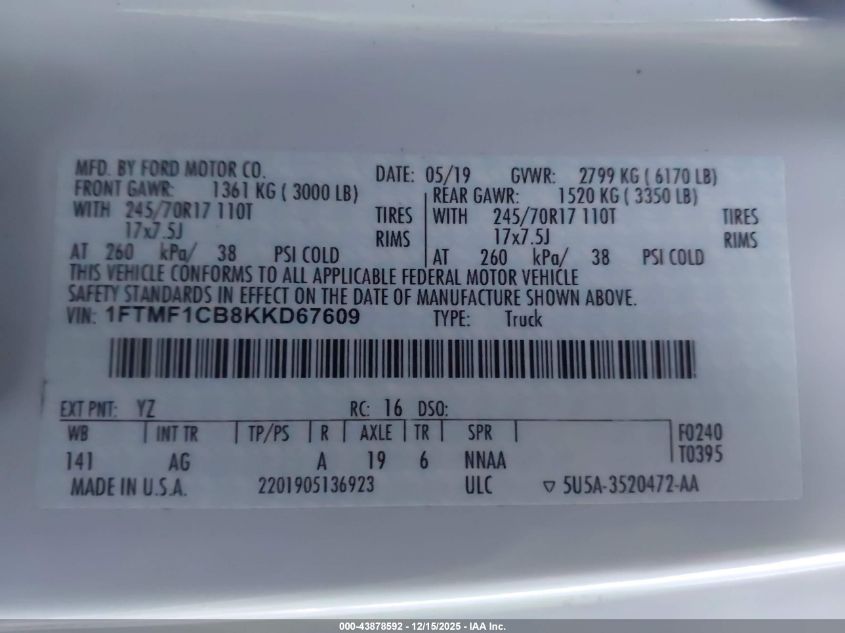 MFD. BY FORD MOTOR CO. DATE: 05/19 GVWR: 2799 KG ( 6170 LB)
FRONT GAWR: 1361 KG ( 3000 LB) REAR GAWR: 1520 KG ( 3350 LB)
WITH 245/70R17 110T TIRES WITH 245/70R17 110T TIRES
17x7.5J RIMS 17x7.5J RIMS
AT 260 kPa/ 38 PSI COLD AT 260 kPa/ 38 PSI COLD
THIS VEHICLE CONFORMS TO ALL APPLICABLE FEDERAL MOTOR VEHICLE
SAFETY STANDARDS IN EFFECT ON THE DATE OF MANUFACTURE SHOWN ABOVE.
VIN: 1FTMF1CB8KKD67609 TYPE: Truck
EXT PNT: YZ RC: 16 DSO:
WB INT TR TP/PS R AXLE TR SPR F0240
141 AG A 19 6 NNAA T0395
MADE IN U.S.A. 2201905136923 ULC ▽ 5U5A-3520472-AA
000-43878592 - 12/15/2025 - IAA Inc.